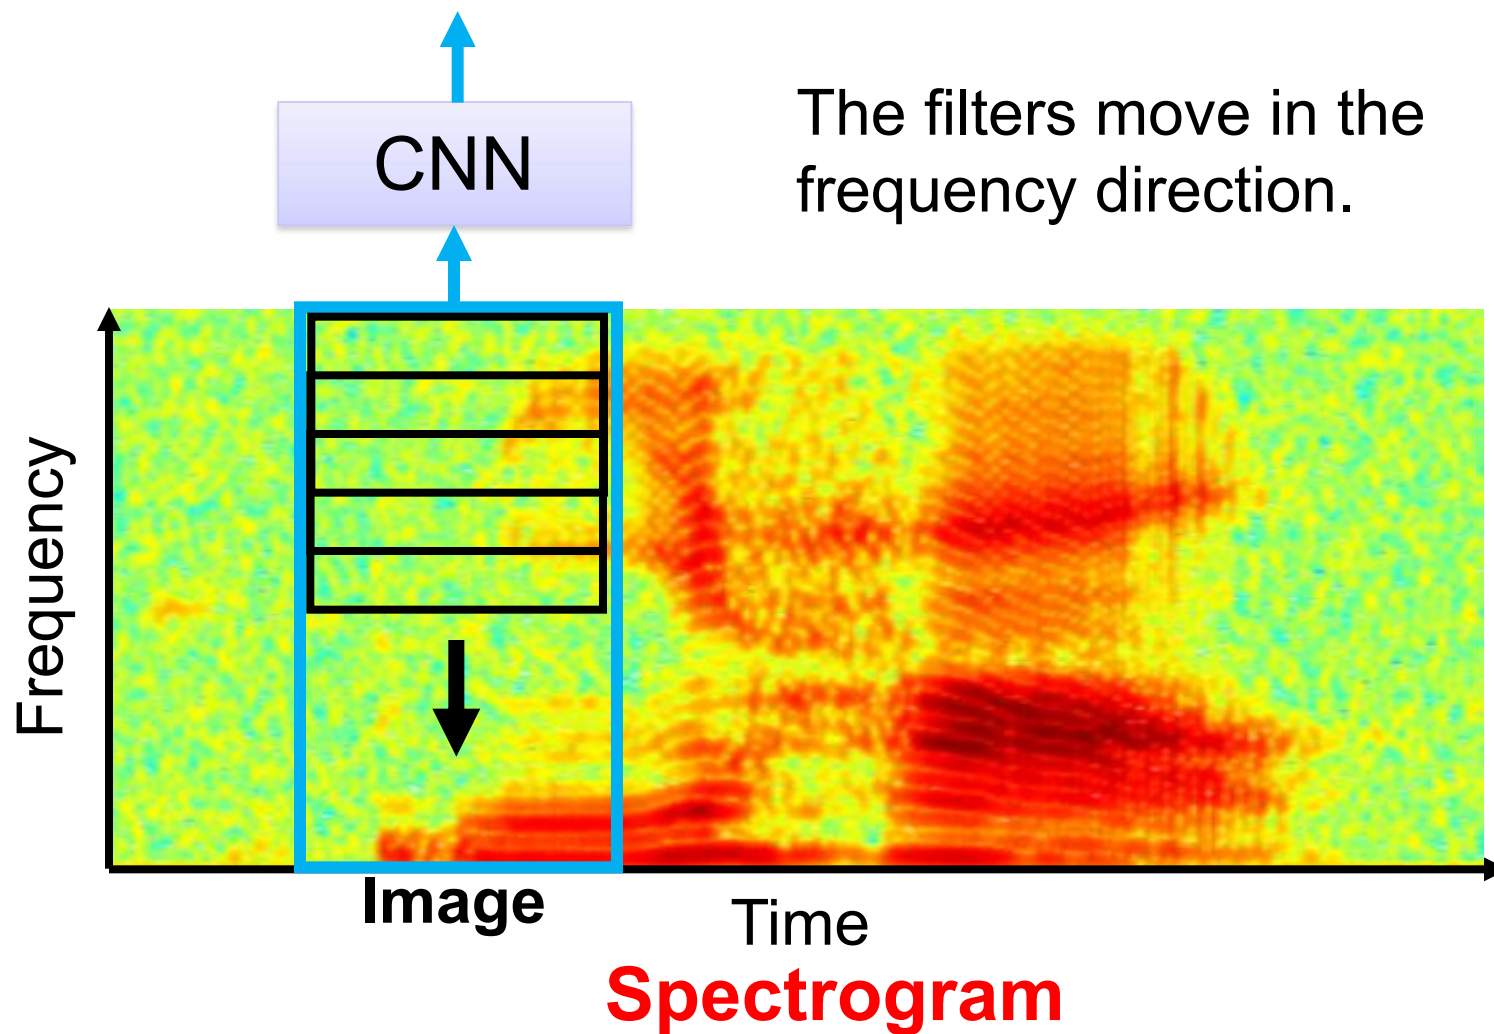 CNN
The filters move in the
frequency direction.
Frequency
Image
Time
Spectrogram